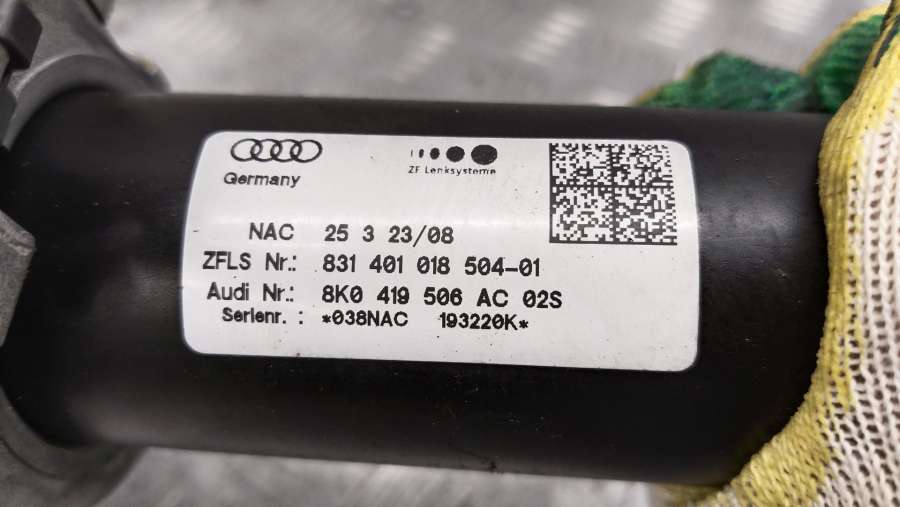 Germany
ZF Lenksysteme
NAC 25 3 23/08
ZFLS Nr.: 831 401 018 504-01
Audi Nr.: 8K0 419 506 AC 02S
Serienr. : *038NAC 193220K*